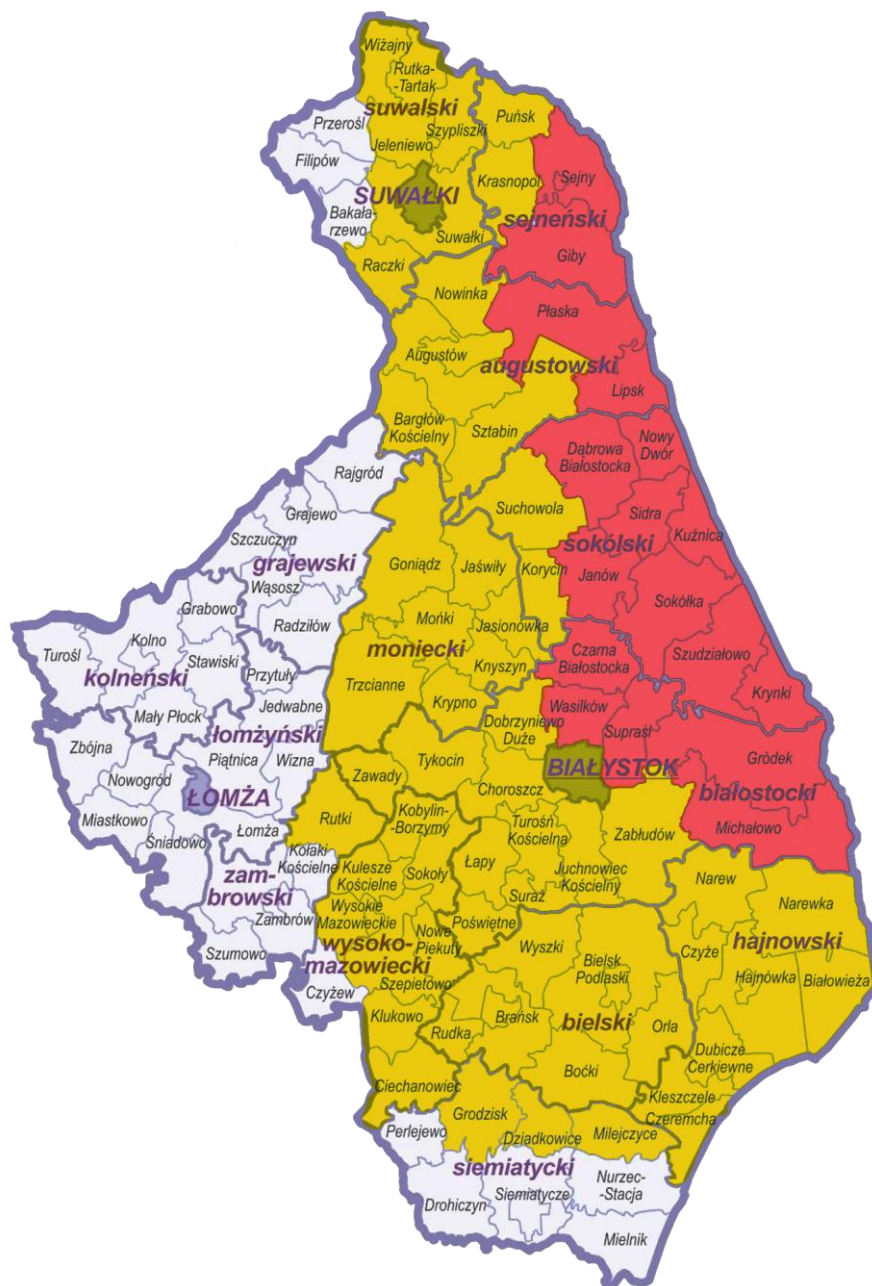 Wiżajny
Rutka-
-Tartak
suwalski
Szypliszki
Puńsk
Przerośl
Jeleniewo
Filipów
Krasnopol
Sejny
SUWAŁKI
Bakała-
rzewo
Suwałki
sejneński
Giby
Raczki
Nowinka
Płaska
Augustów
augustowski
Lipsk
Bargłów
Kościelny
Sztabin
Dąbrowa
Białostocka
Nowy
Dwór
Rajgród
Suchowola
Grajewo
Sidra
Kuźnica
Szczuczyn
sokólski
grajewski
Goniądz
Jaświły
Korycin
Janów
Wąsosz
Sokółka
Grabowo
Radziłów
Mońki
Jasionówka
Kolno
Turośl
Stawiski
moniecki
Czarna
Białostocka
Szudziałowo
kolneński
Przytuły
Knyszyn
Trzcianne
Krynki
Jedwabne
Krypno
Wasilków
Mały Płock
łomżyński
Dobrzyniewo
Duże
Supraśl
Zbójna
Piątnica
Wizna
Tykocin
Gródek
Nowogród
Zawady
BIAŁYSTOK
ŁOMŻA
Choroszcz
białostocki
Miastkowo
Rutki
Kobylin-
Borzymy
Turośń
Kościelna
Zabłudów
Michałowo
Śniadowo
Łomża
Kołaki
Kościelne
Kulesze
Kościelne
Sokoły
Łapy
Juchnowiec
Kościelny
Narew
zam-
browski
Suraż
Narewka
Zambrów
Wysokie
Mazowieckie
Nowe
Piekuty
Poświętne
wysoko-
mazowiecki
Wyszki
Bielsk
Podlaski
Czyże
hajnowski
Szumowo
Hajnówka
Białowieża
Czyżew
Szepietowo
Klukowo
Rudka
Brańsk
bielski
Orla
Dubicze
Cerkiewne
Boćki
Ciechanowiec
Kleszczele
Grodzisk
Czeremcha
Perlejewo
Dziadkowice
Milejczyce
siemiatycki
Nurzec-
-Stacja
Drohiczyn
Siemiatycze
Mielnik